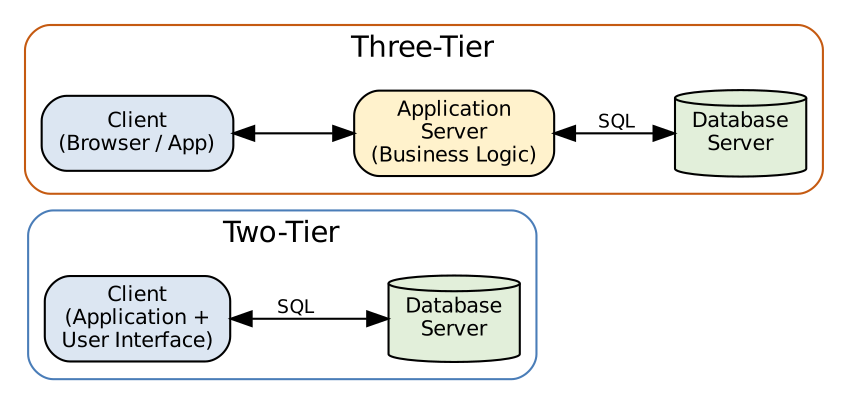 Three-Tier
Client
(Browser / App)
Application
Server
(Business Logic)
SQL
Database
Server
Two-Tier
Client
(Application +
User Interface)
SQL
Database
Server